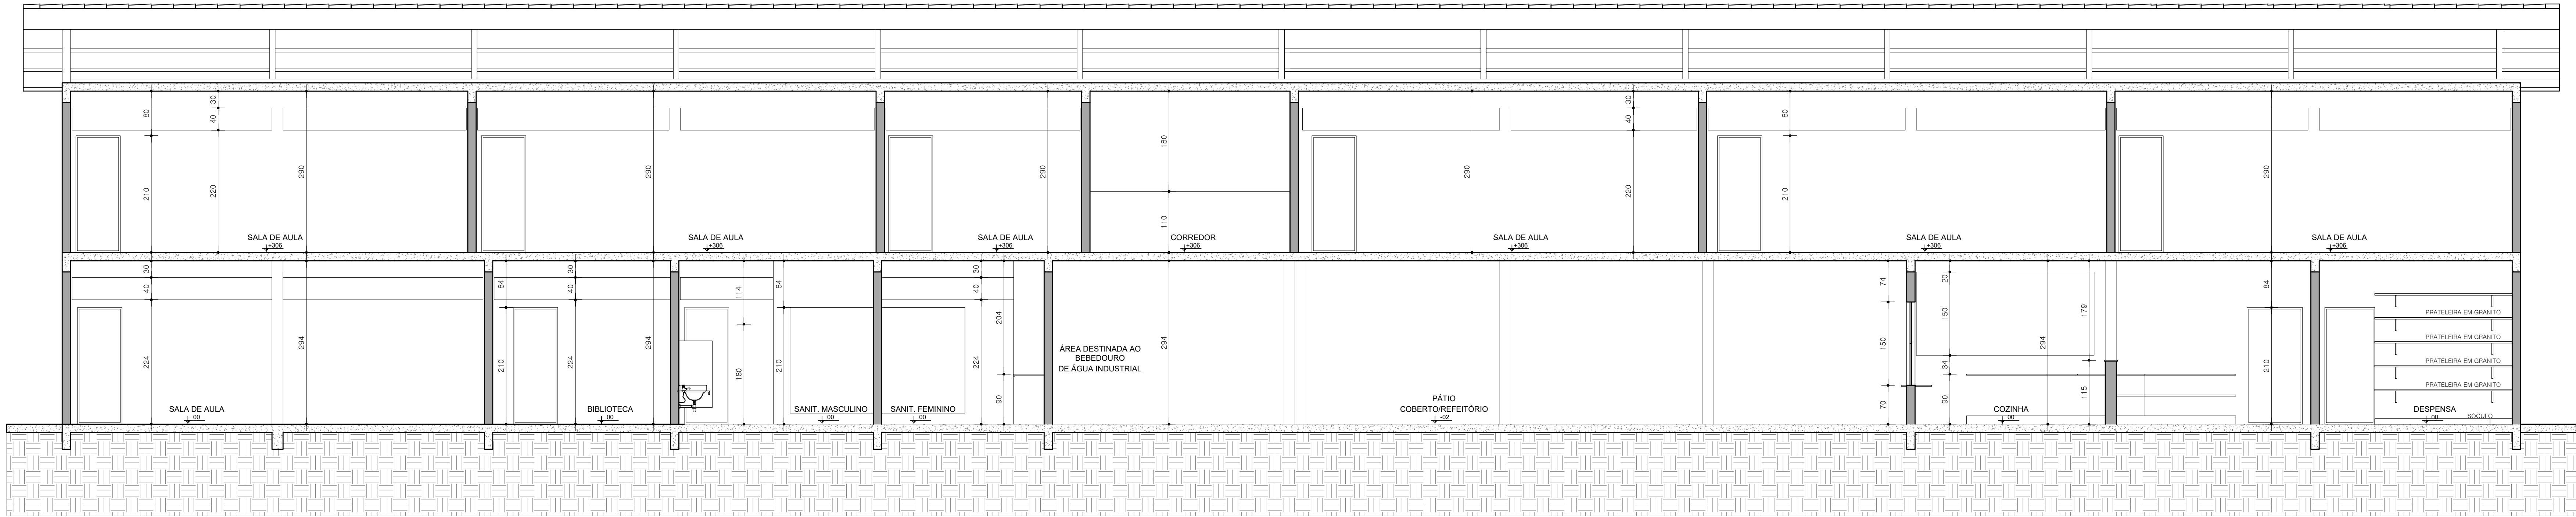 30
80
40
290
210
220
SALA DE AULA
+306
290
SALA DE AULA
+306
290
SALA DE AULA
+306
180
110
CORREDOR
+306
290
SALA DE AULA
+306
30
40
220
80
210
SALA DE AULA
+306
290
SALA DE AULA
+306
30
40
224
294
SALA DE AULA
00
84
210
30
40
224
294
BIBLIOTECA
00
114
180
84
210
SANIT. MASCULINO
00
SANIT. FEMININO
00
30
40
224
204
90
ÁREA DESTINADA AO
BEBEDOURO
DE ÁGUA INDUSTRIAL
294
PÁTIO
COBERTO/REFEITÓRIO
-02
74
150
70
20
150
34
90
COZINHA
00
294
179
115
84
210
PRATELEIRA EM GRANITO
PRATELEIRA EM GRANITO
PRATELEIRA EM GRANITO
PRATELEIRA EM GRANITO
DESPENSA
00
SOCULO